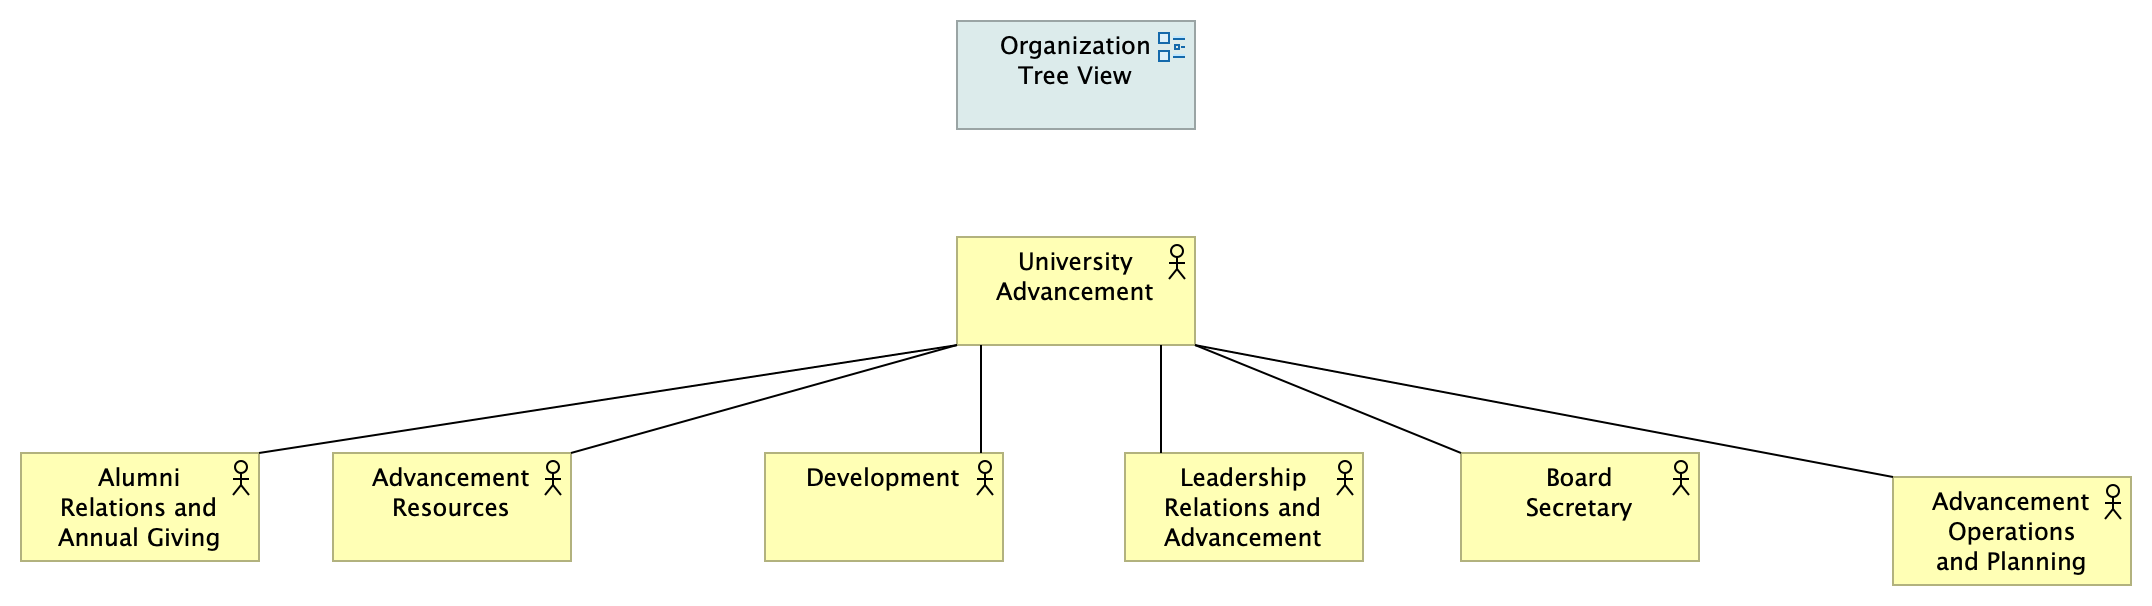 Organization
Tree View
University
Advancement
Alumni
Relations and
Annual Giving
Advancement
Resources
Development
Leadership
Relations and
Advancement
Board
Secretary
Advancement
Operations
and Planning